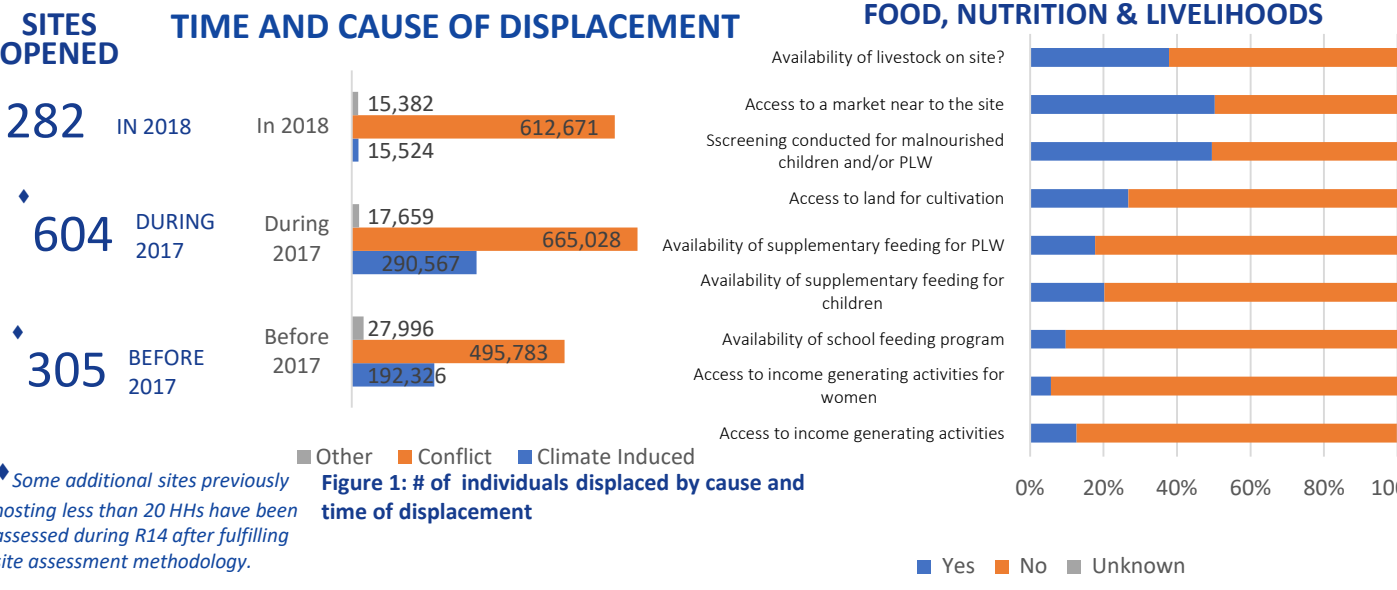 SITES
OPENED
282 IN 2018
♦
604 DURING
2017
♦
305 BEFORE
2017
♦ Some additional sites previously
hosting less than 20 HHs have been
assessed during R14 after fulfilling
site assessment methodology.
TIME AND CAUSE OF DISPLACEMENT
In 2018
15,382
612,671
15,524
During
2017
17,659
665,028
290,567
Before
2017
27,996
495,783
192,326
Other Conflict Climate Induced
Figure 1: # of individuals displaced by cause and
time of displacement
FOOD, NUTRITION & LIVELIHOODS
Availability of livestock on site?
Access to a market near to the site
Sscreening conducted for malnourished
children and/or PLW
Access to land for cultivation
Availability of supplementary feeding for PLW
Availability of supplementary feeding for
children
Availability of school feeding program
Access to income generating activities for
women
Access to income generating activities
0% 20% 40% 60% 80% 100
Yes No Unknown